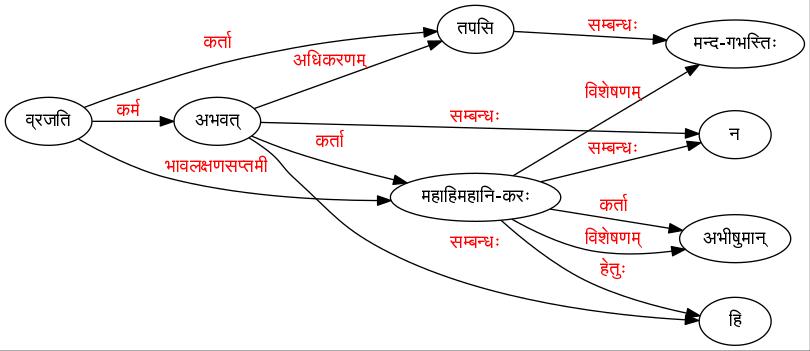 कर्ता
तपसि
सम्बन्धः
मन्द-गभस्तिः
अधिकरणम्
विशेषणम्
व्रजति
कर्म
अभवत्
सम्बन्धः
न
कर्ता
सम्बन्धः
भावलक्षणसप्तमी
महाहिमहानि-करः
कर्ता
अभीषुमान्
सम्बन्धः
विशेषणम्
हेतुः
हि